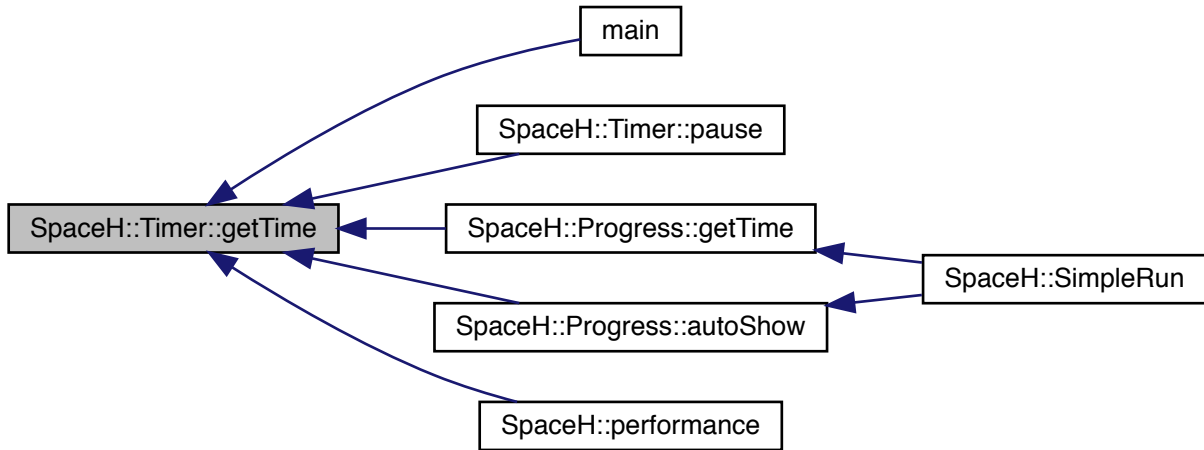 main
SpaceH::Timer::pause
SpaceH::Timer::getTime
SpaceH::Progress::getTime
SpaceH::SimpleRun
SpaceH::Progress::autoShow
SpaceH::performance